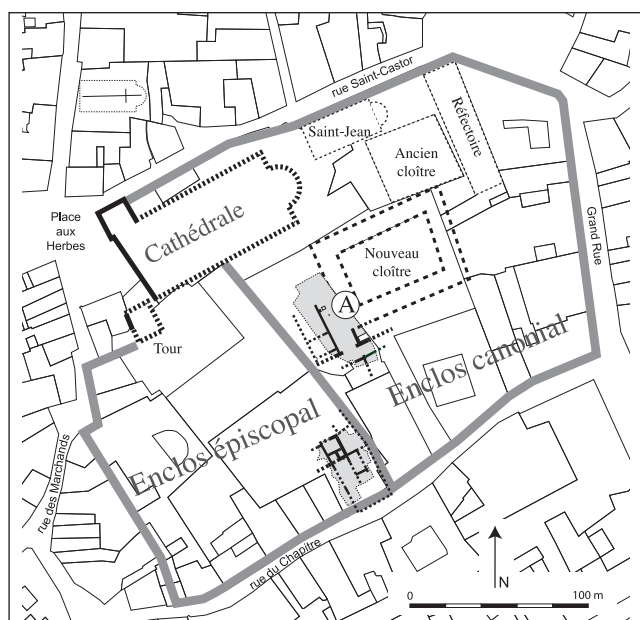 rue Saint-Castor
Saint-Jean
Réfectoire
Ancien
cloître
Place
aux
Herbes
Cathédrale
Grand Rue
Nouveau
cloître
A
Tour
Enclos canonial
Enclos épiscopal
rue des Marchands
rue du Chapitre
N
0
100 m